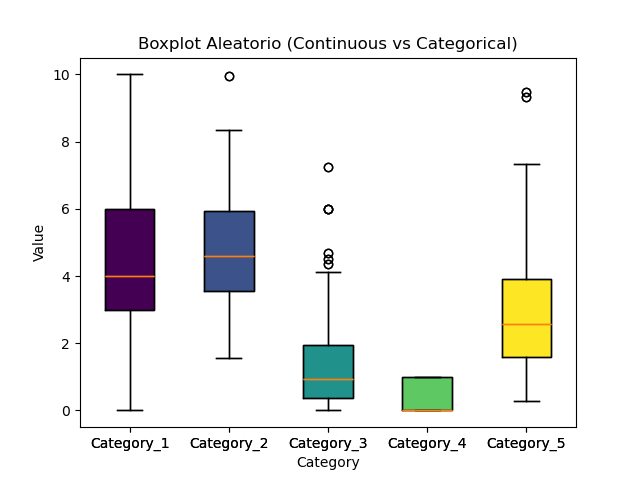 Boxplot Aleatorio (Continuous vs Categorical)
10
8
6
4
2
0
Value
Category_1 Category_2 Category_3 Category_4 Category_5
Category